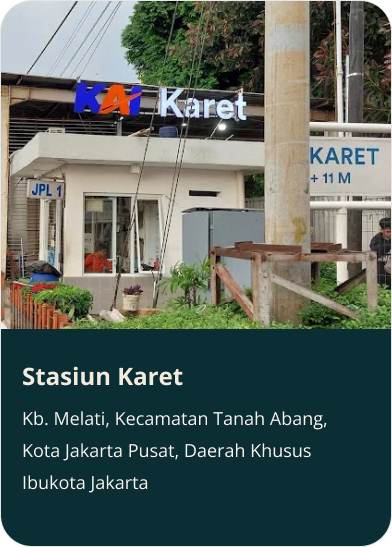 KAI Karet
KARET
+ 11 M
JPL 1
Stasiun Karet
Kb. Melati, Kecamatan Tanah Abang,
Kota Jakarta Pusat, Daerah Khusus
Ibukota Jakarta